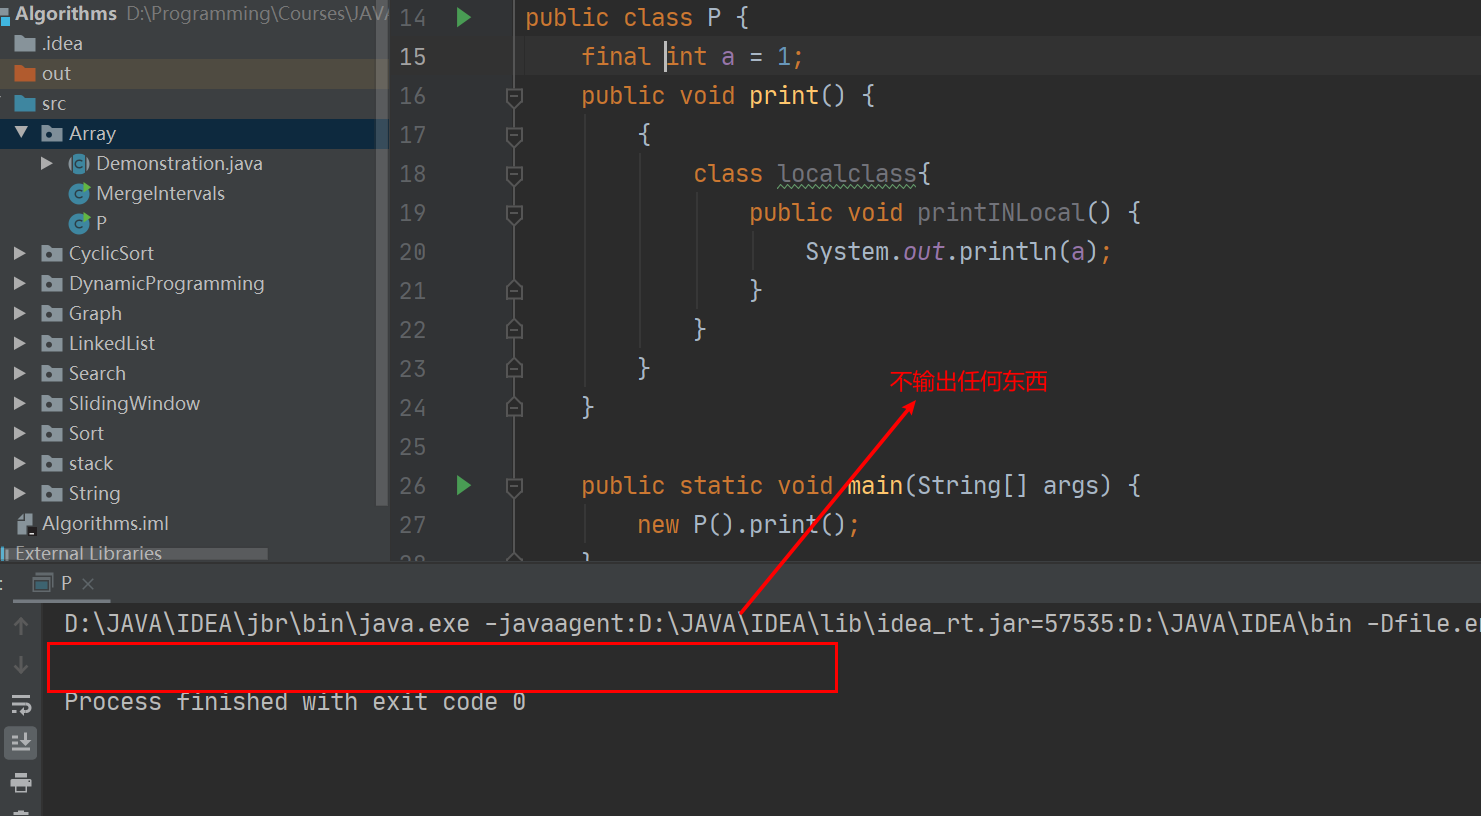 Algorithms D:\Programming\Courses\JAVA
.idea
out
src
Array
Demonstration.java
MergeIntervals
P
CyclicSort
DynamicProgramming
Graph
LinkedList
Search
SlidingWindow
Sort
stack
String
Algorithms.iml
External Libraries
14 public class P {
15 final int a = 1;
16 public void print() {
17 {
18 class localclass{
19 public void printINLocal() {
20 System.out.println(a);
21 }
22 }
23 }
24 }
25
26 public static void main(String[] args) {
27 new P().print();
28 }
不输出任何东西
: P ×
D:\JAVA\IDEA\jbr\bin\java.exe -javaagent:D:\JAVA\IDEA\lib\idea_rt.jar=57535:D:\JAVA\IDEA\bin -Dfile.en
Process finished with exit code 0